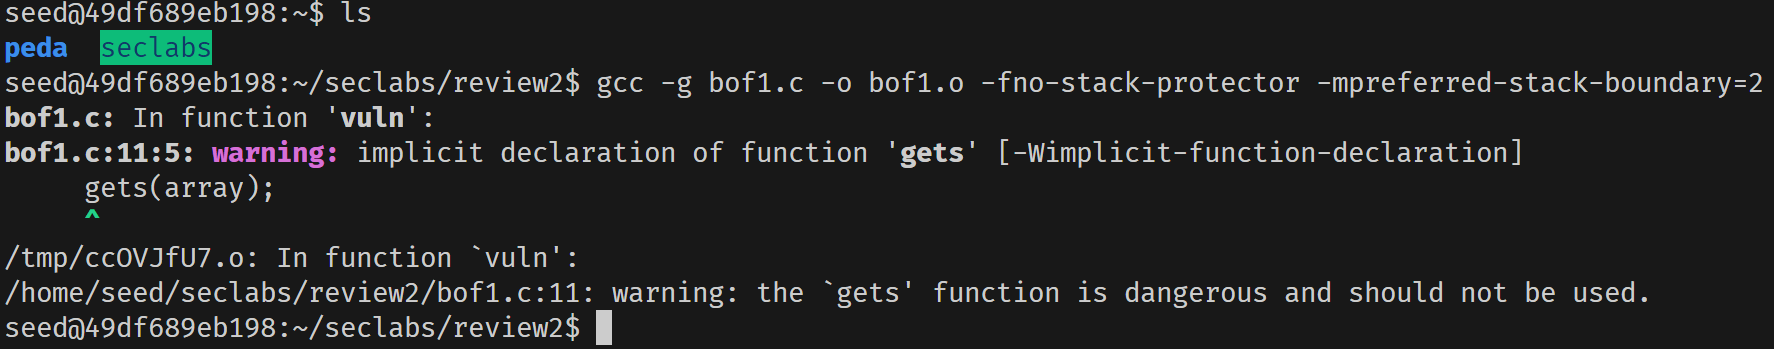 seed@49df689eb198:~$ ls
peda  seclabs
seed@49df689eb198:~/seclabs/review2$ gcc -g bof1.c -o bof1.o -fno-stack-protector -mpreferred-stack-boundary=2
bof1.c: In function 'vuln':
bof1.c:11:5: warning: implicit declaration of function 'gets' [-Wimplicit-function-declaration]
     gets(array);
     ^
/tmp/ccOVJfU7.o: In function `vuln':
/home/seed/seclabs/review2/bof1.c:11: warning: the `gets' function is dangerous and should not be used.
seed@49df689eb198:~/seclabs/review2$